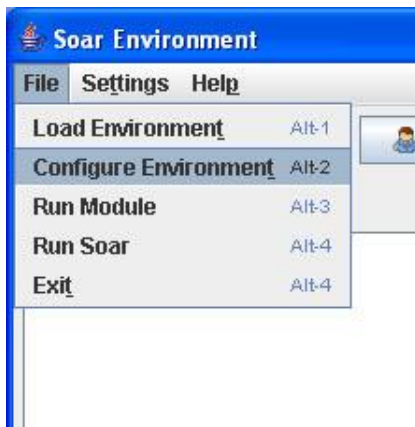 Soar Environment
File Settings Help
Load Environment Alt-1
Configure Environment Alt-2
Run Module Alt-3
Run Soar Alt-4
Exit Alt-4